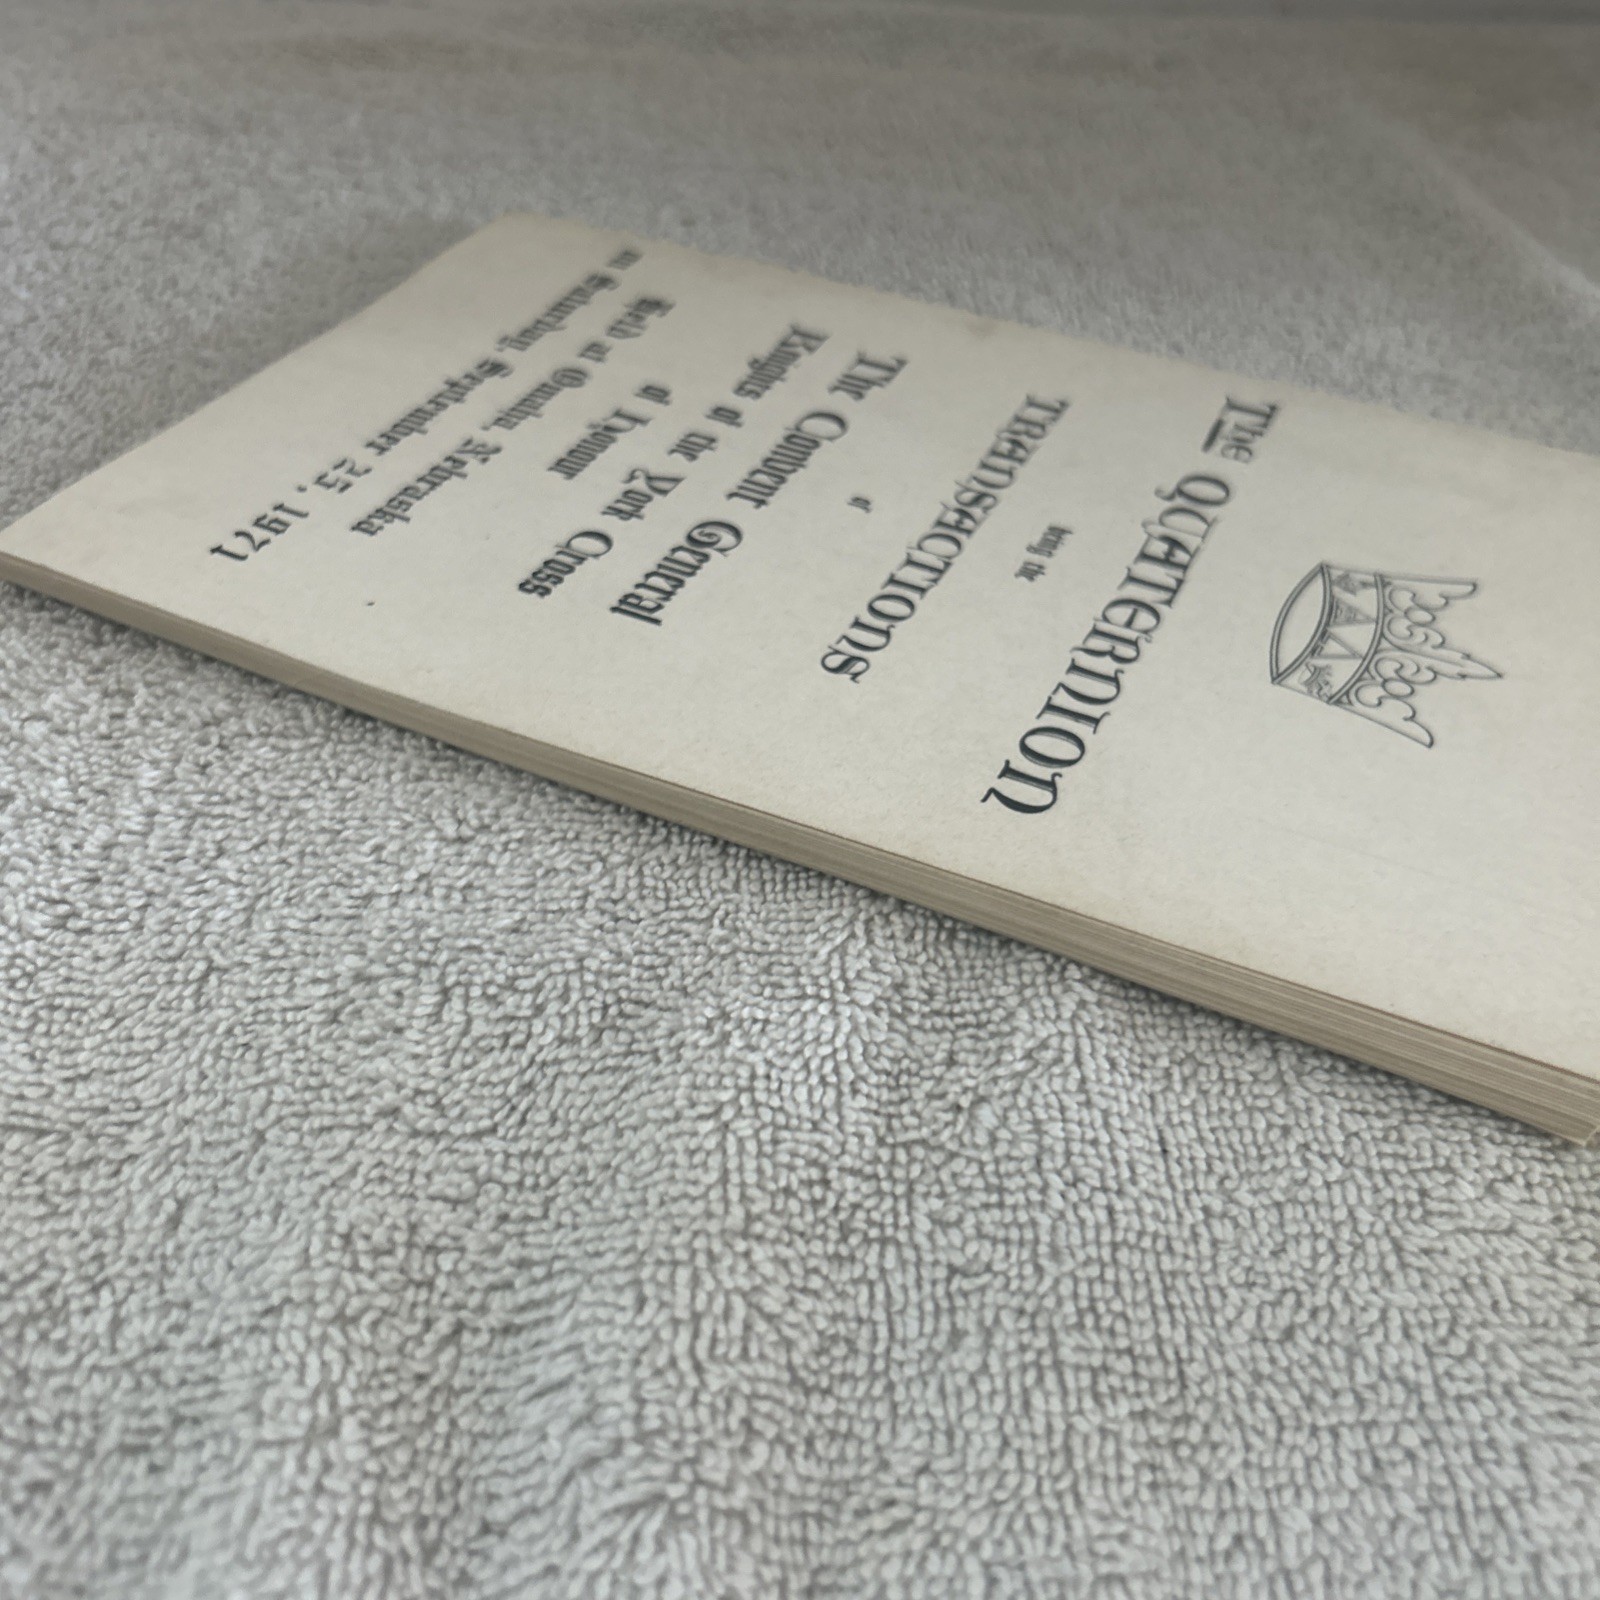 The QUATERNION
being the
TRANSACTIONS
of
The Convent General
Knights of the York Cross
of Honour
Held at Omaha, Nebraska
on Saturday, September 25, 1971